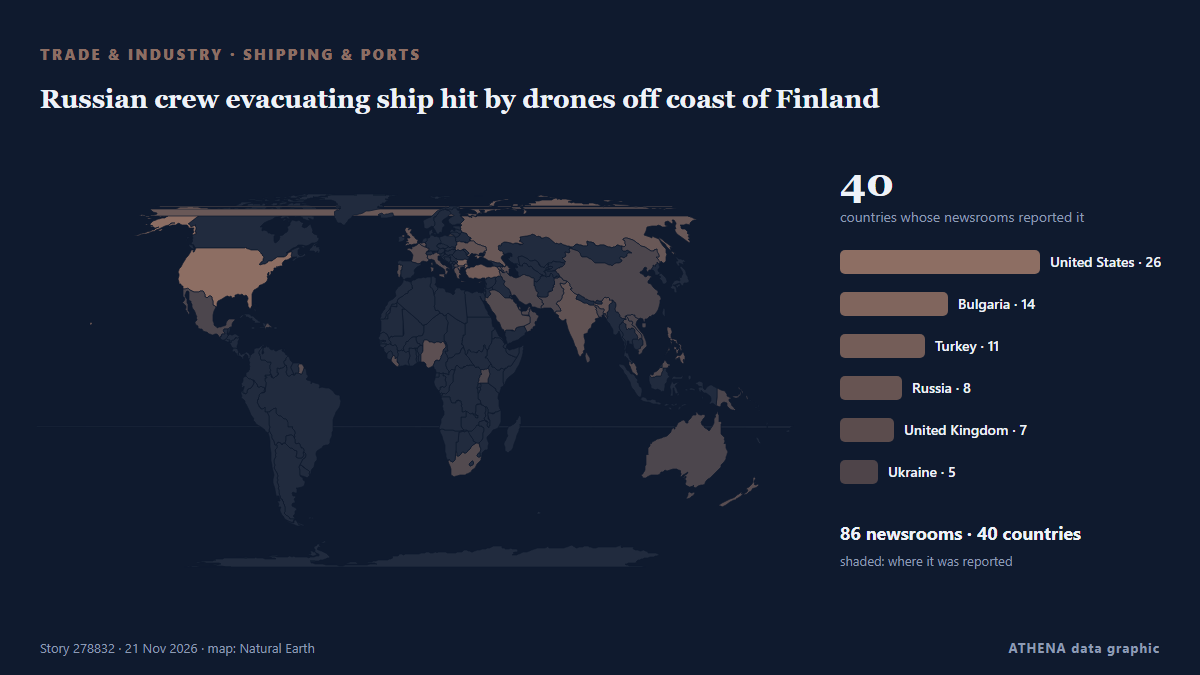 TRADE & INDUSTRY · SHIPPING & PORTS
Russian crew evacuating ship hit by drones off coast of Finland
40
countries whose newsrooms reported it
United States · 26
Bulgaria · 14
Turkey · 11
Russia · 8
United Kingdom · 7
Ukraine · 5
86 newsrooms · 40 countries
shaded: where it was reported
Story 278832 · 21 Nov 2026 · map: Natural Earth
ATHENA data graphic